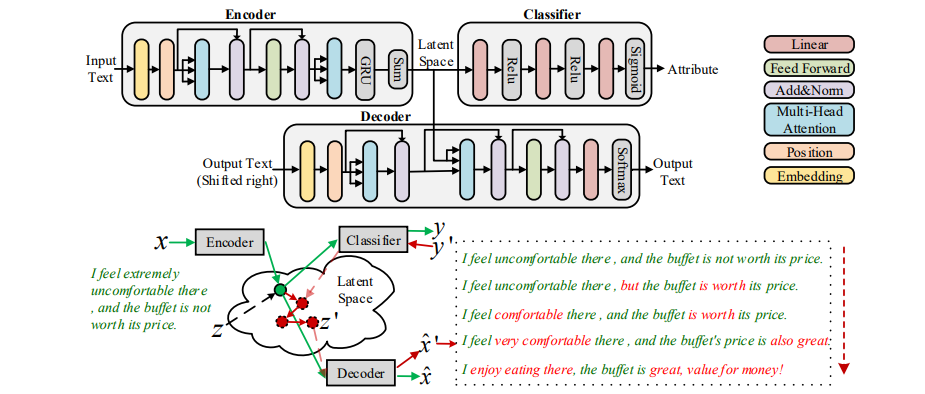 Encoder
Classifier
Input
Text
GRU
Sum
Latent
Space
Relu
Relu
Sigmoid
Attribute
Linear
Feed Forward
Add&Norm
Multi-Head
Attention
Position
Embedding
Decoder
Output Text
(Shifted right)
Softmax
Output
Text
x
Encoder
Classifier
y
y'
I feel extremely
uncomfortable there
, and the buffet is not
worth its price.
Latent
Space
z
z'
Decoder
x̂'
x̂
I feel uncomfortable there , and the buffet is not worth its price.
I feel uncomfortable there , but the buffet is worth its price.
I feel comfortable there , and the buffet is worth its price.
I feel very comfortable there , and the buffet's price is also great.
I enjoy eating there, the buffet is great, value for money!